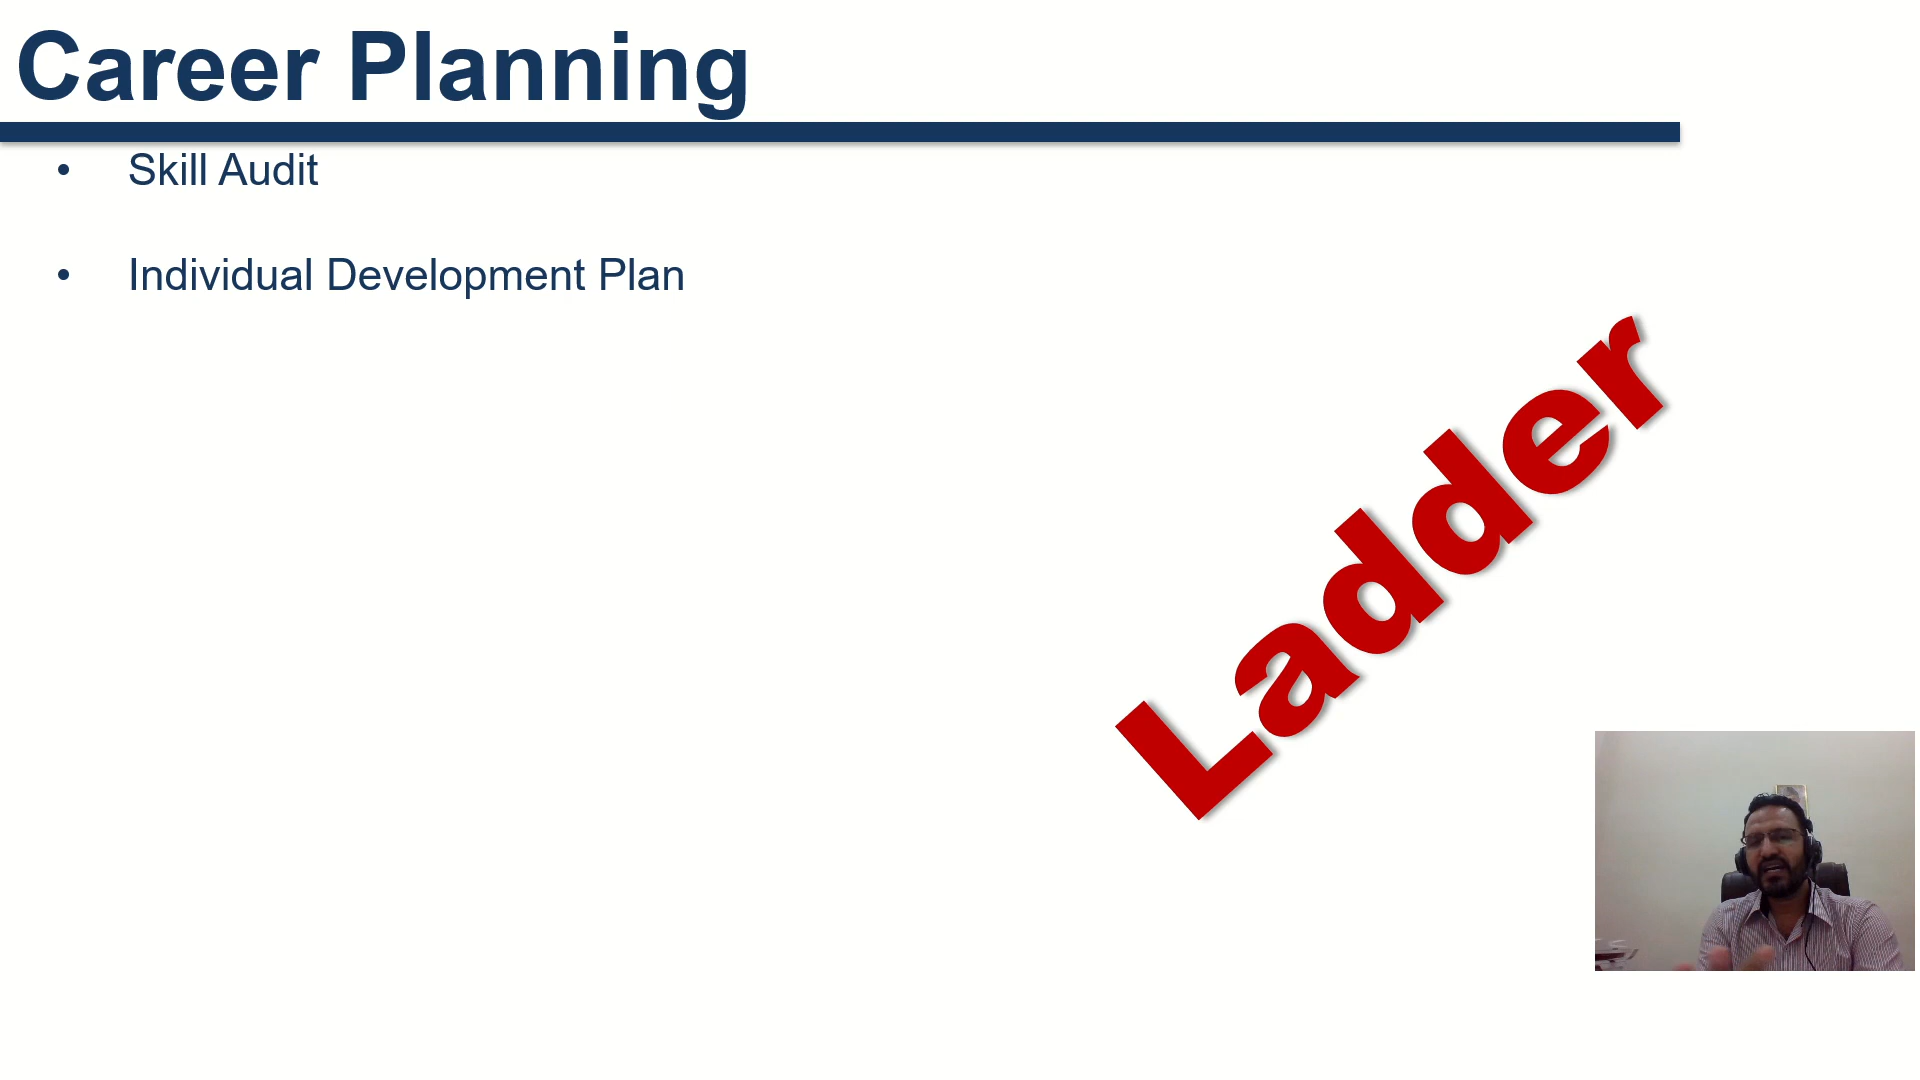 Career Planning
• Skill Audit
• Individual Development Plan
Ladder